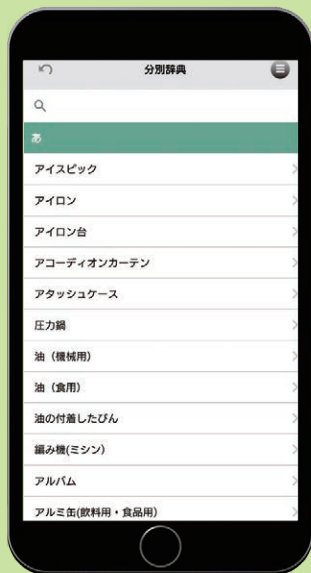 分別辞典
あ
アイスピック
アイロン
アイロン台
アコーディオンカーテン
アタッシュケース
圧力鍋
油（機械用）
油（食用）
油の付着したびん
編み機(ミシン）
アルバム
アルミ缶(飲料用・食品用）